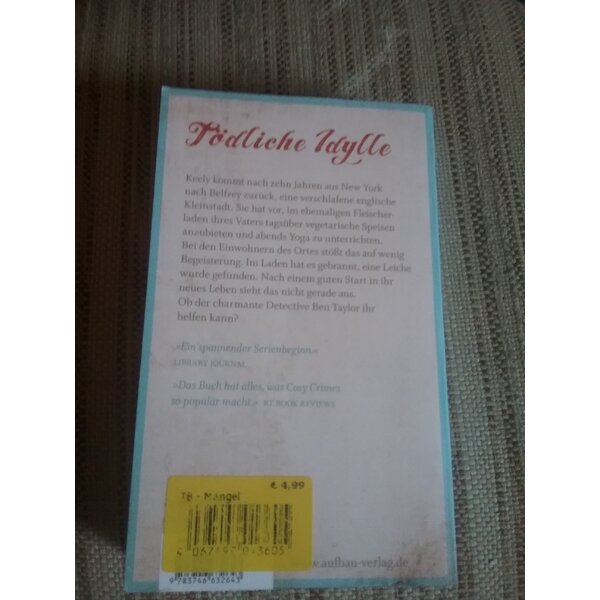 Tödliche Idylle
Keely kommt nach zehn Jahren aus New York
nach Belfrey zurück, eine verschlafene englische
Kleinstadt. Sie hat vor, im ehemaligen Fleischer-
laden ihres Vaters tagsüber vegetarische Speisen
anzubieten und abends Yoga zu unterrichten.
Bei den Einwohnern des Ortes stößt das auf wenig
Begeisterung. Im Laden hat es gebrannt, eine Leiche
wurde gefunden. Nach einem guten Start in ihr
neues Leben sieht das nicht gerade aus.
Ob der charmante Detective Ben Taylor ihr
helfen kann?
»Ein spannender Serienbeginn.«
LIBRARY JOURNAL
»Das Buch hat alles, was Cosy Crimes
so populär macht.« RT BOOK REVIEWS
€ 4,99
TB - Mängel
www.aufbau-verlag.de
9 783746 632643